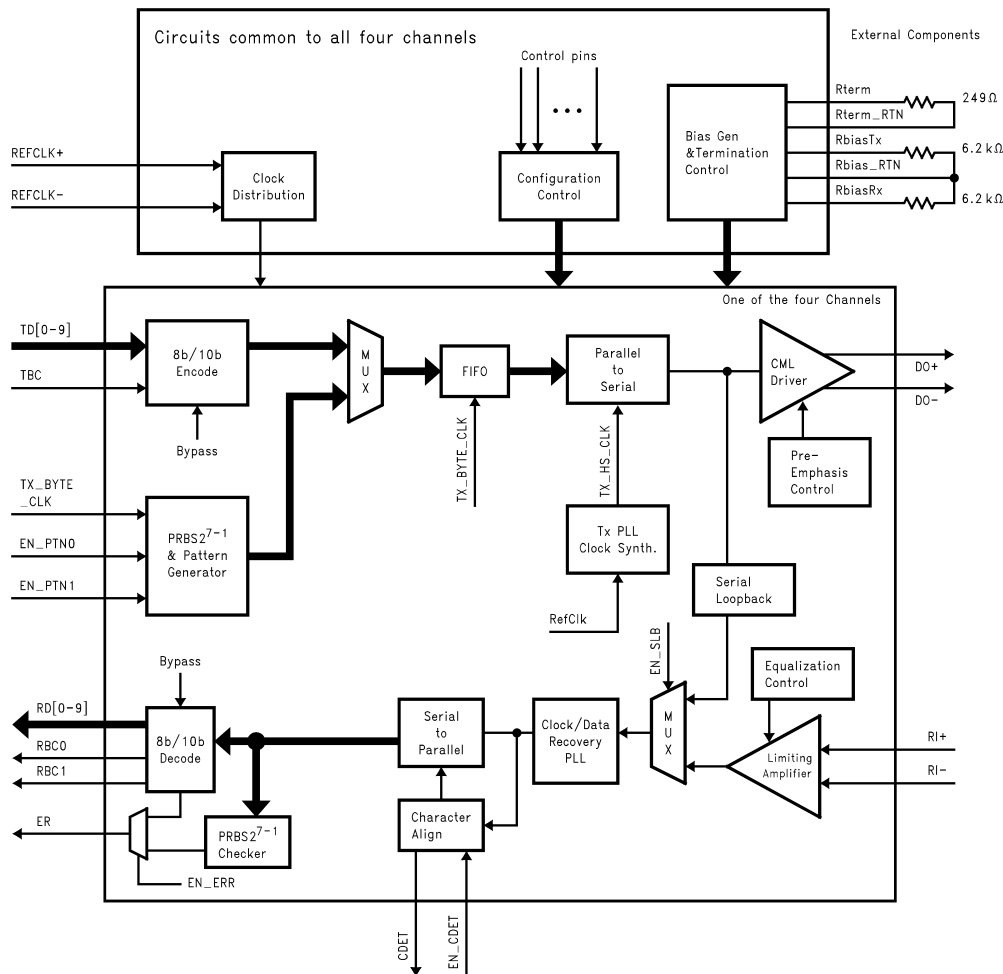 Circuits common to all four channels
External Components
Control pins
Rterm
249Ω
Rterm_RTN
RbiasTx
6.2 kΩ
Rbias_RTN
RbiasRx
6.2 kΩ
Bias Gen
&Termination
Control
REFCLK+
REFCLK-
Clock
Distribution
Configuration
Control
One of the four Channels
TD[0-9]
TBC
8b/10b
Encode
Bypass
MUX
FIFO
TX_BYTE_CLK
Parallel
to
Serial
TX_HS_CLK
CML
Driver
DO+
DO-
Pre-
Emphasis
Control
TX_BYTE
_CLK
EN_PTN0
EN_PTN1
PRBS2^7-1
& Pattern
Generator
Tx PLL
Clock Synth.
RefClk
Serial
Loopback
EN_SLB
Equalization
Control
Bypass
RD[0-9]
RBC0
RBC1
8b/10b
Decode
Serial
to
Parallel
Clock/Data
Recovery
PLL
MUX
Limiting
Amplifier
RI+
RI-
ER
PRBS2^7-1
Checker
Character
Align
EN_ERR
CDET
EN_CDET